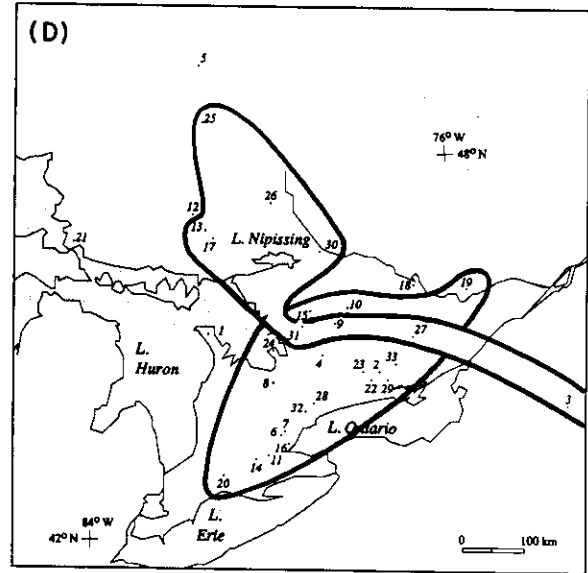 (D)
5
25
76° W
48° N
12
26
13
17
21
L. Nipissing
30
18
19
10
15
9
1
31
24
27
L.
Huron
4
23
2
33
8
22
29
3
28
32
7
6
L. Ontario
16
11
14
20
L.
Erie
84° W
42° N
0
100 km